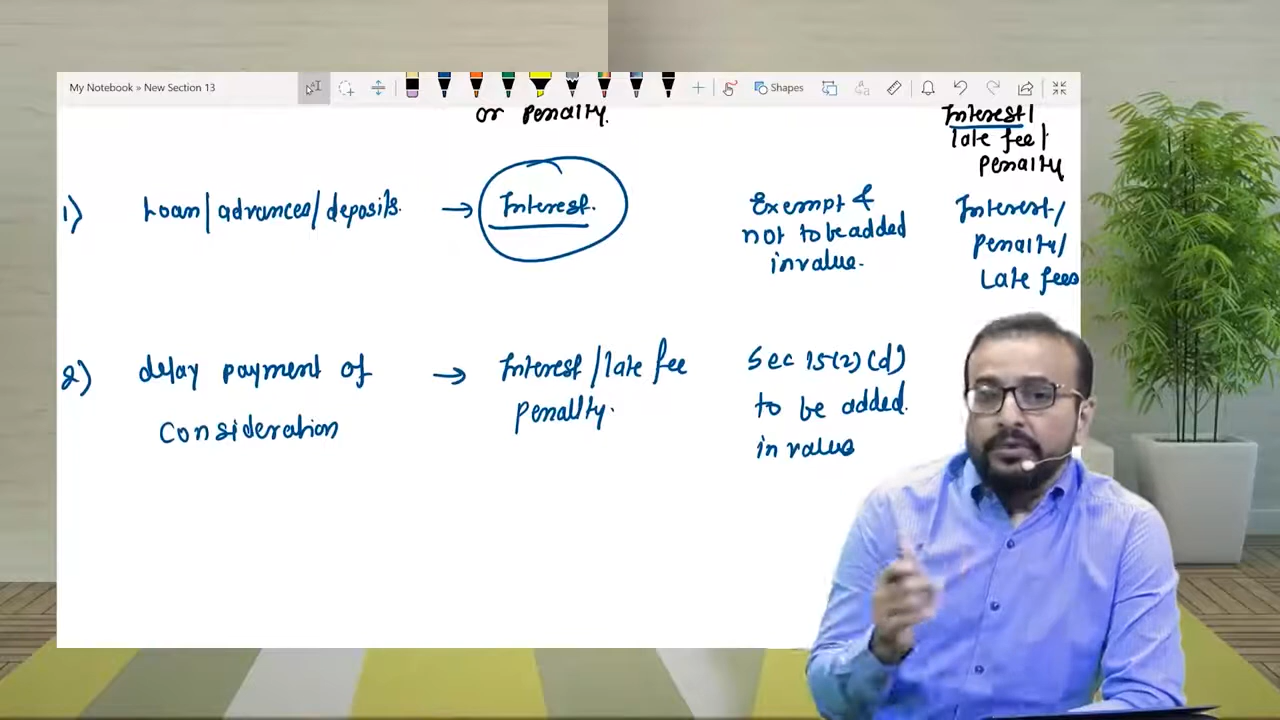 My Notebook » New Section 13
Shapes
or Penalty.
Interest/
late fee/
Penalty
1) Loan/advances/deposits. → Interest.
Exempt &
not to be added
in value.
Interest/
Penalty/
Late fees
2) delay payment of
consideration
→ Interest/late fee
penallty.
Sec 15(2)(d)
to be added.
in value